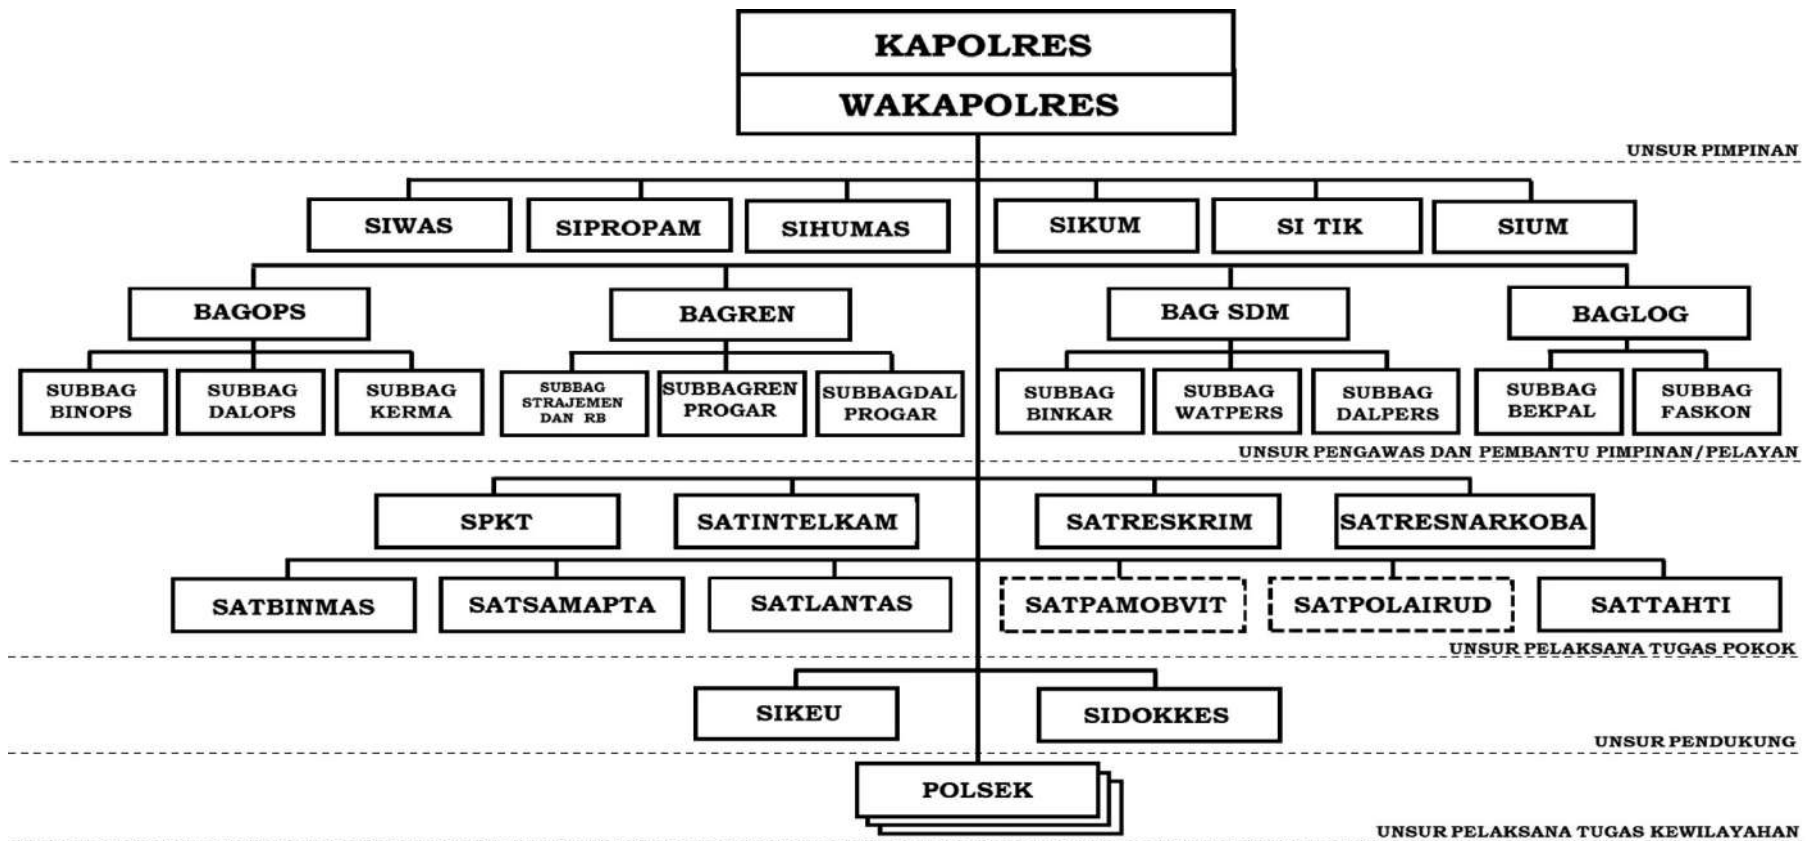 KAPOLRES
WAKAPOLRES
UNSUR PIMPINAN
SIWAS
SIPROPAM
SIHUMAS
SIKUM
SI TIK
SIUM
BAGOPS
BAGREN
BAG SDM
BAGLOG
SUBBAG
BINOPS
SUBBAG
DALOPS
SUBBAG
KERMA
SUBBAG
STRAJEMEN
DAN RB
SUBBAGREN
PROGAR
SUBBAGDAL
PROGAR
SUBBAG
BINKAR
SUBBAG
WATPERS
SUBBAG
DALPERS
SUBBAG
BEKPAL
SUBBAG
FASKON
UNSUR PENGAWAS DAN PEMBANTU PIMPINAN/PELAYAN
SPKT
SATINTELKAM
SATRESKRIM
SATRESNARKOBA
SATBINMAS
SATSAMAPTA
SATLANTAS
SATPAMOBVIT
SATPOLAIRUD
SATTAHTI
UNSUR PELAKSANA TUGAS POKOK
SIKEU
SIDOKKES
UNSUR PENDUKUNG
POLSEK
UNSUR PELAKSANA TUGAS KEWILAYAHAN